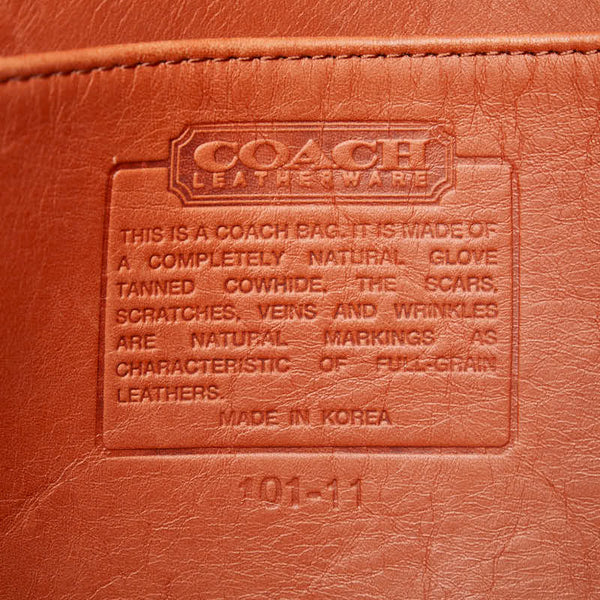 COACH
LEATHERWARE
THIS IS A COACH BAG. IT IS MADE OF
A COMPLETELY NATURAL GLOVE
TANNED COWHIDE, THE SCARS,
SCRATCHES, VEINS AND WRINKLES
ARE NATURAL MARKINGS AS
CHARACTERISTIC OF FULL-GRAIN
LEATHERS.
MADE IN KOREA
101-11